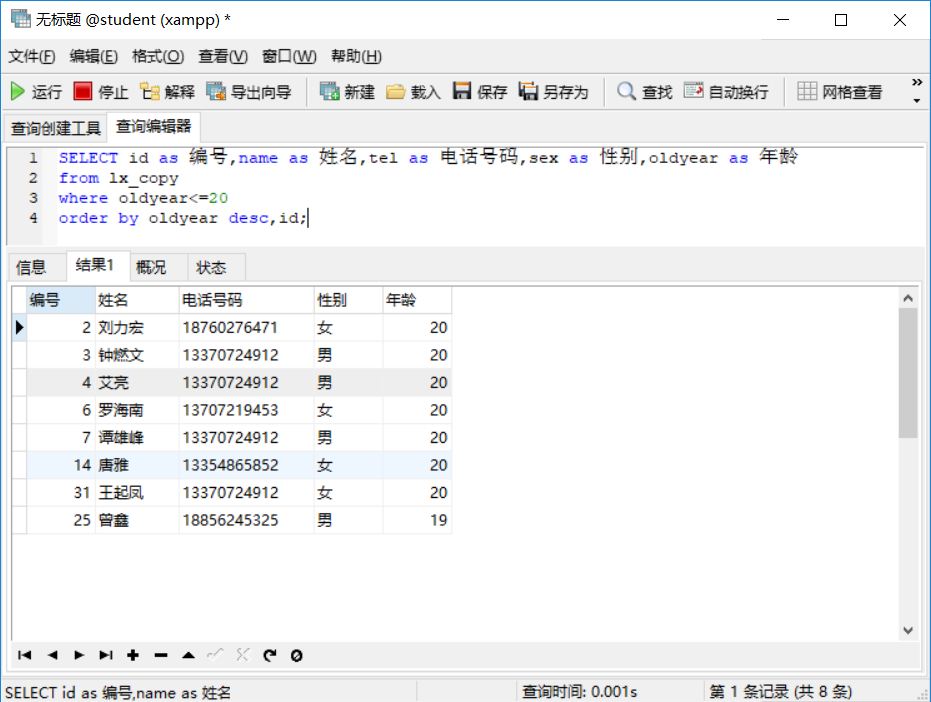 无标题 @student (xampp) *
文件(F) 编辑(E) 格式(O) 查看(V) 窗口(W) 帮助(H)
运行 停止 解释 导出向导 新建 载入 保存 另存为 查找 自动换行 网格查看 »
查询创建工具 查询编辑器
1 SELECT id as 编号,name as 姓名,tel as 电话号码,sex as 性别,oldyear as 年龄
2 from lx_copy
3 where oldyear<=20
4 order by oldyear desc,id;
信息 结果1 概况 状态
编号 姓名 电话号码 性别 年龄
2 刘力宏 18760276471 女 20
3 钟燃文 13370724912 男 20
4 艾亮 13370724912 男 20
6 罗海南 13707219453 女 20
7 谭雄峰 13370724912 男 20
14 唐雅 13354865852 女 20
31 王起凤 13370724912 女 20
25 曾鑫 18856245325 男 19
SELECT id as 编号,name as 姓名 查询时间: 0.001s 第 1 条记录 (共 8 条)